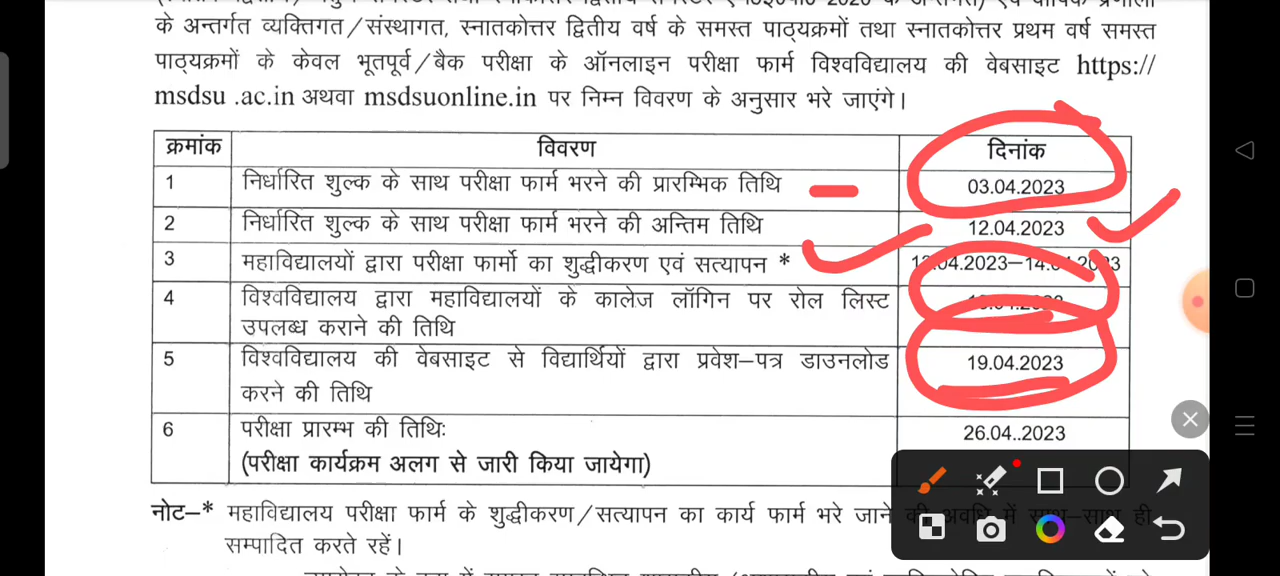 के अन्तर्गत व्यक्तिगत/संस्थागत, स्नातकोत्तर द्वितीय वर्ष के समस्त पाठ्यक्रमों तथा स्नातकोत्तर प्रथम वर्ष समस्त
पाठ्यक्रमों के केवल भूतपूर्व/बैक परीक्षा के ऑनलाइन परीक्षा फार्म विश्वविद्यालय की वेबसाइट https://
msdsu .ac.in अथवा msdsuonline.in पर निम्न विवरण के अनुसार भरे जाएंगे।
क्रमांक विवरण दिनांक
1 निर्धारित शुल्क के साथ परीक्षा फार्म भरने की प्रारम्भिक तिथि 03.04.2023
2 निर्धारित शुल्क के साथ परीक्षा फार्म भरने की अन्तिम तिथि 12.04.2023
3 महाविद्यालयों द्वारा परीक्षा फार्मो का शुद्धीकरण एवं सत्यापन *
4 विश्वविद्यालय द्वारा महाविद्यालयों के कालेज लॉगिन पर रोल लिस्ट
उपलब्ध कराने की तिथि
5 विश्वविद्यालय की वेबसाइट से विद्यार्थियों द्वारा प्रवेश–पत्र डाउनलोड 19.04.2023
करने की तिथि
6 परीक्षा प्रारम्भ की तिथिः 26.04..2023
(परीक्षा कार्यक्रम अलग से जारी किया जायेगा)
नोट–* महाविद्यालय परीक्षा फार्म के शुद्धीकरण/सत्यापन का कार्य फार्म भरे जाने की अवधि में साथ–साथ ही
सम्पादित करते रहें।